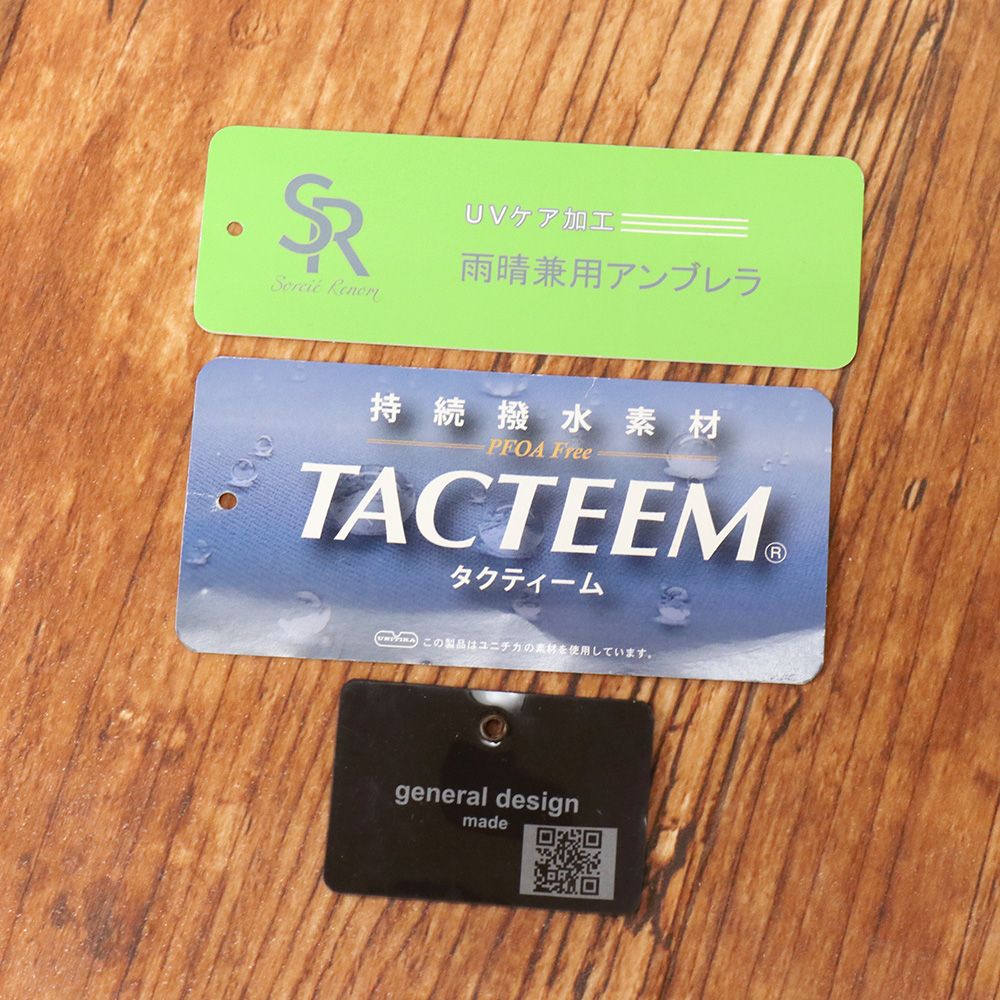 SR
Sorcié Renom
UVケア加工
雨晴兼用アンブレラ
持続撥水素材
PFOA Free
TACTEEM®
タクティーム
UNITIKA この製品はユニチカの素材を使用しています。
general design
made